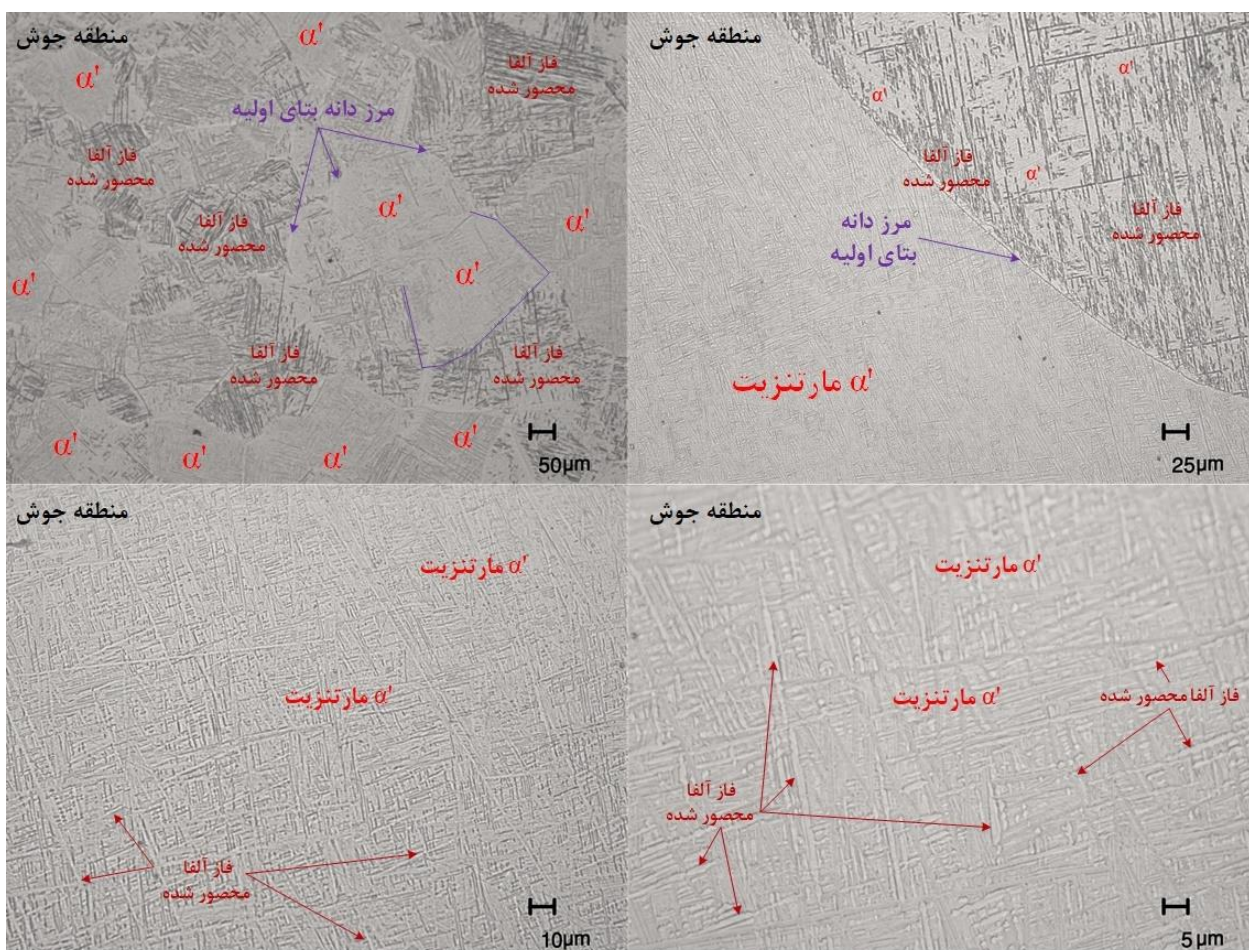 منطقه جوش
α'
α'
فاز آلفا
محصور شده
مرز دانه بتای اولیه
فاز آلفا
محصور شده
α'
فاز آلفا
محصور شده
α'
α'
α'
فاز آلفا
محصور شده
فاز آلفا
محصور شده
α'
α'
α'
α'
50μm
منطقه جوش
α'
α'
فاز آلفا
محصور شده
α'
فاز آلفا
محصور شده
مرز دانه
بتای اولیه
α' مارتنزیت
25μm
منطقه جوش
α' مارتنزیت
α' مارتنزیت
فاز آلفا
محصور شده
10μm
منطقه جوش
α' مارتنزیت
α' مارتنزیت
فاز آلفا محصور شده
فاز آلفا
محصور شده
5μm